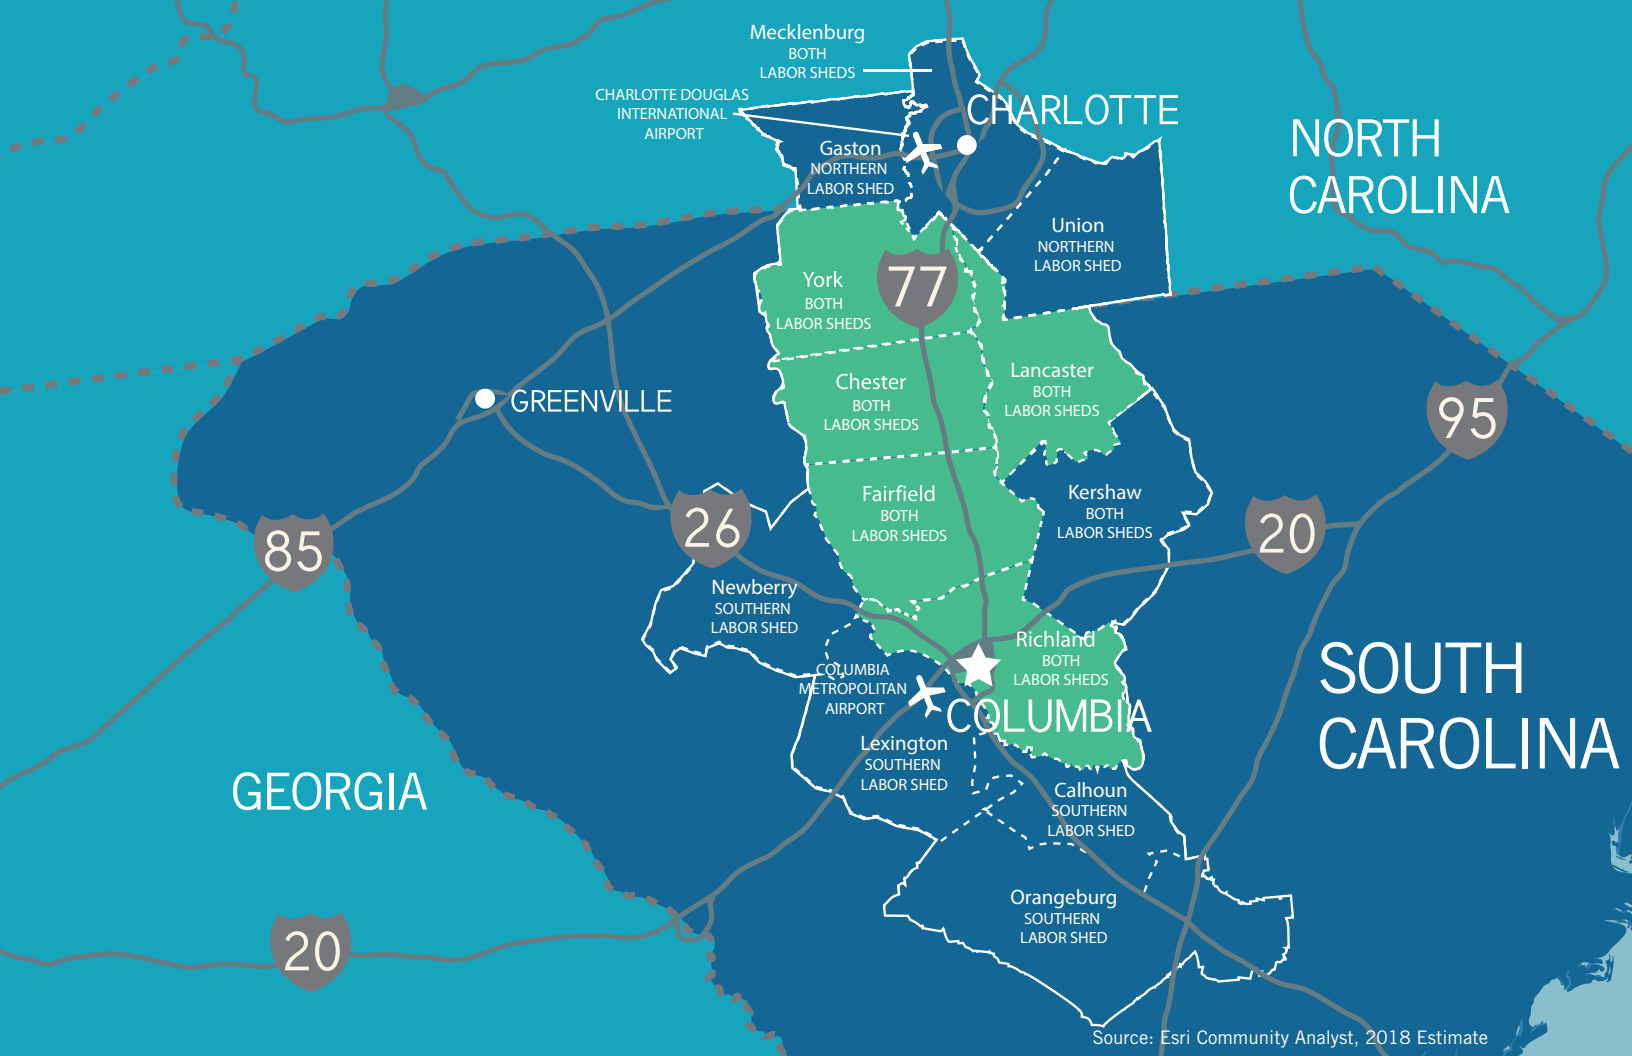 Mecklenburg
BOTH
LABOR SHEDS
CHARLOTTE DOUGLAS
INTERNATIONAL
AIRPORT
CHARLOTTE
NORTH
CAROLINA
Gaston
NORTHERN
LABOR SHED
Union
NORTHERN
LABOR SHED
York
BOTH
LABOR SHEDS
77
Lancaster
BOTH
LABOR SHEDS
Chester
BOTH
LABOR SHEDS
GREENVILLE
95
Fairfield
BOTH
LABOR SHEDS
Kershaw
BOTH
LABOR SHEDS
85
26
20
Newberry
SOUTHERN
LABOR SHED
Richland
BOTH
LABOR SHEDS
COLUMBIA
METROPOLITAN
AIRPORT
COLUMBIA
SOUTH
CAROLINA
Lexington
SOUTHERN
LABOR SHED
GEORGIA
Calhoun
SOUTHERN
LABOR SHED
Orangeburg
SOUTHERN
LABOR SHED
20
Source: Esri Community Analyst, 2018 Estimate